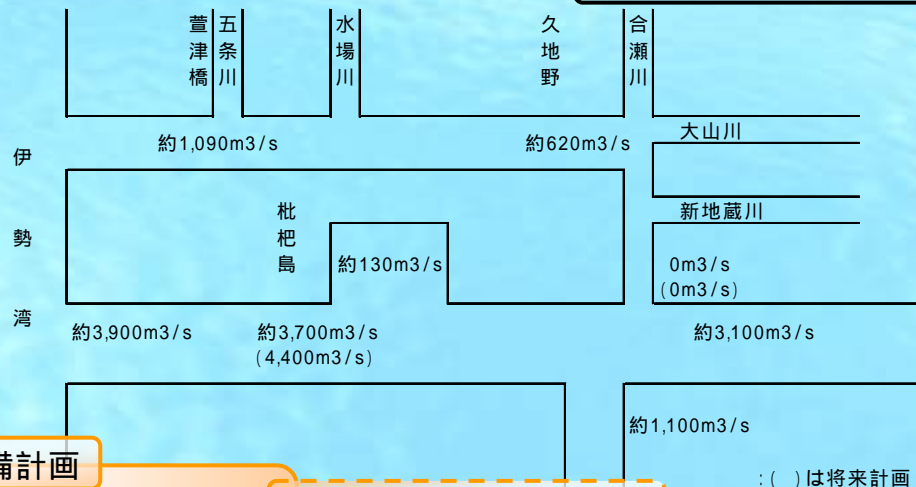 萱津橋
五条川
水場川
久地野
合瀬川
約1,090m3/s
約620m3/s
大山川
伊勢湾
枇杷島
新地蔵川
約130m3/s
0m3/s
(0m3/s)
約3,900m3/s
約3,700m3/s
(4,400m3/s)
約3,100m3/s
約1,100m3/s
備計画
:( )は将来計画